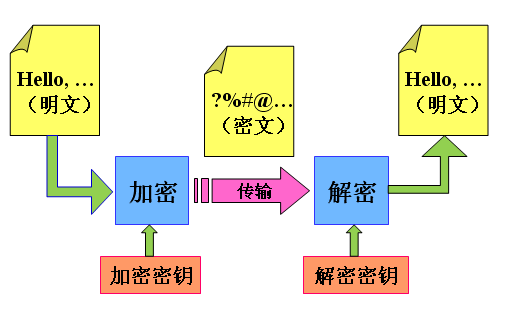 Hello, …
（明文）
?%#@…
（密文）
Hello, …
（明文）
加密
传输
解密
加密密钥
解密密钥